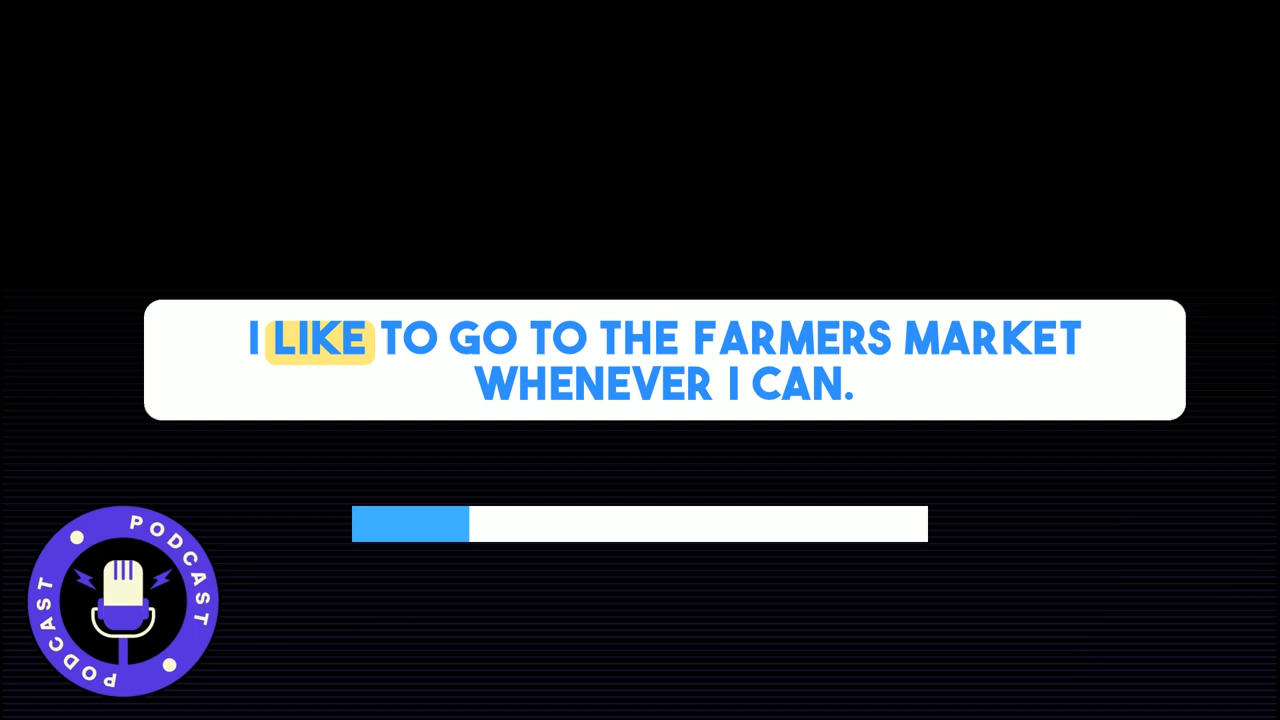 I LIKE TO GO TO THE FARMERS MARKET
WHENEVER I CAN.
PODCAST
PODCAST